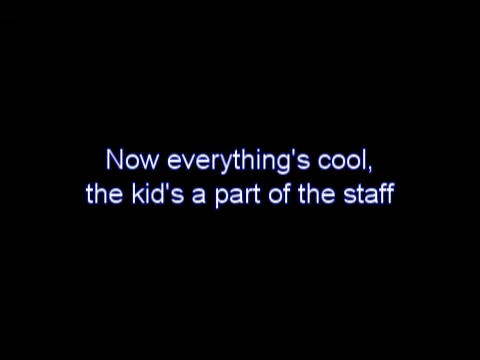 Now everything's cool,
the kid's a part of the staff